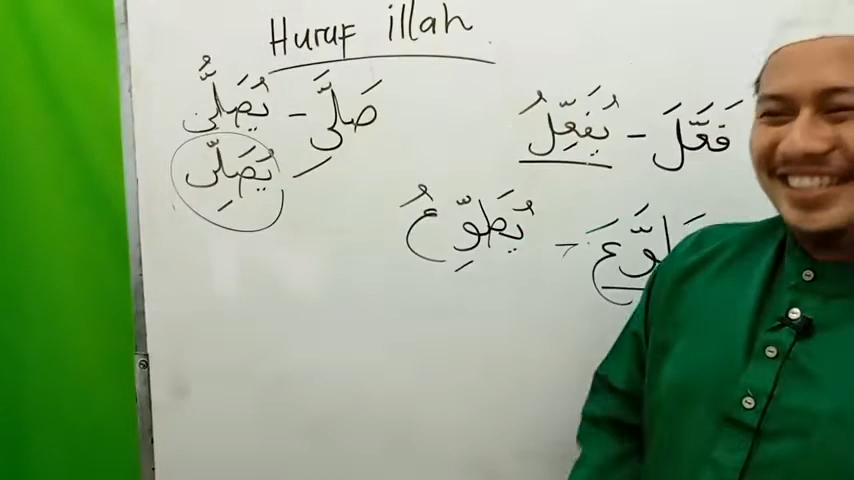 Huruf illah
فَعَّلَ - يُفَعِّلُ
صَلَّىَ - يُصَلِّيُ
يُصَلِّي
طَوَّعَ - يُطَوِّعُ